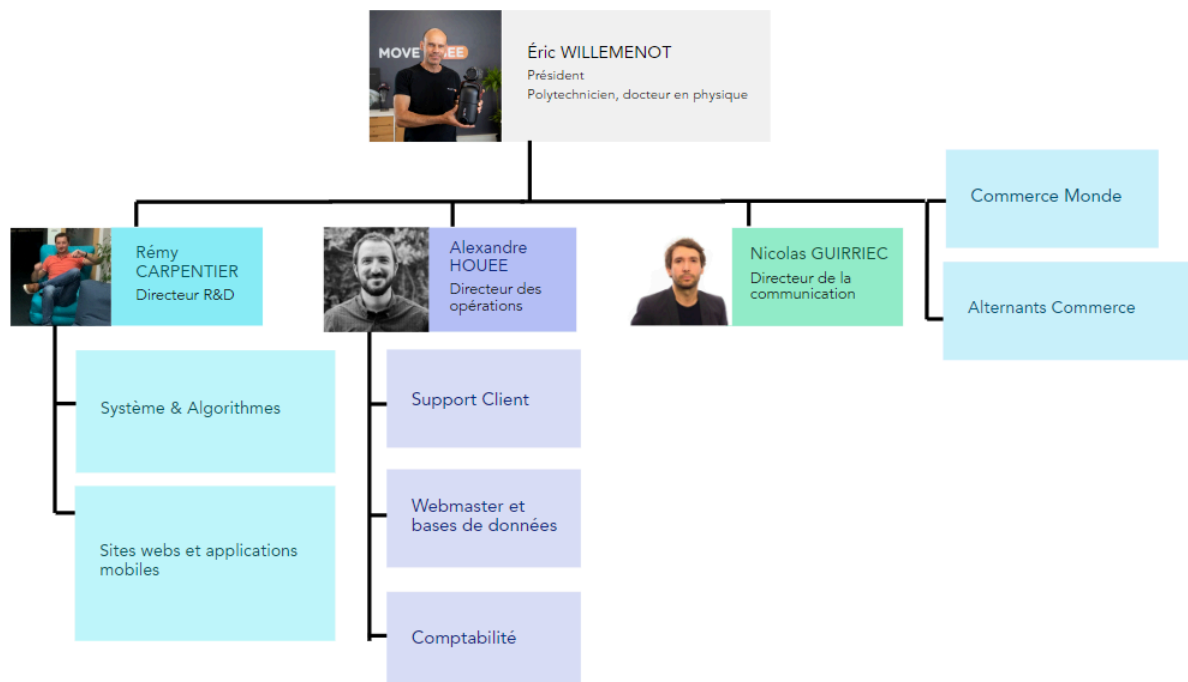 MOVE
Éric WILLEMENOT
Président
Polytechnicien, docteur en physique
Commerce Monde
Alternants Commerce
Rémy
CARPENTIER
Directeur R&D
Alexandre
HOUEE
Directeur des
opérations
Nicolas GUIRRIEC
Directeur de la
communication
Système & Algorithmes
Sites webs et applications
mobiles
Support Client
Webmaster et
bases de données
Comptabilité